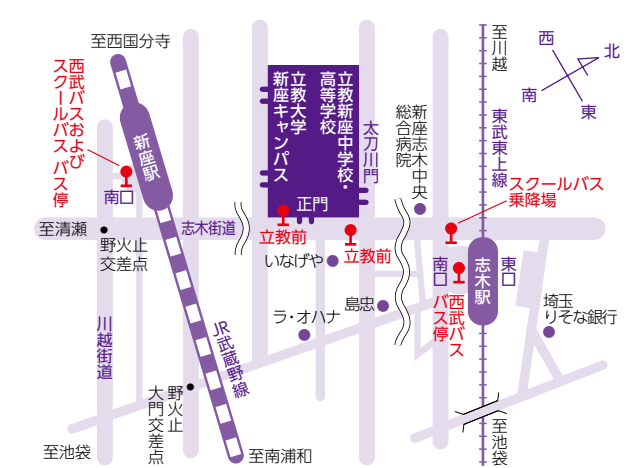 至西国分寺
西武バスおよび
スクールバス バス停
新座駅
南口
至清瀬
野火止
交差点
志木街道
川越街道
野火止
大門交差点
至池袋
JR武蔵野線
至南浦和
立教新座中学校・
高等学校
立教大学
新座キャンパス
正門
太刀川門
立教前
立教前
いなげや
島忠
ラ・オハナ
新座志木中央
総合病院
至川越
東武東上線
西
北
南
東
スクールバス
乗降場
南口
志木駅
東口
西武バス
バス停
埼玉
りそな銀行
至池袋